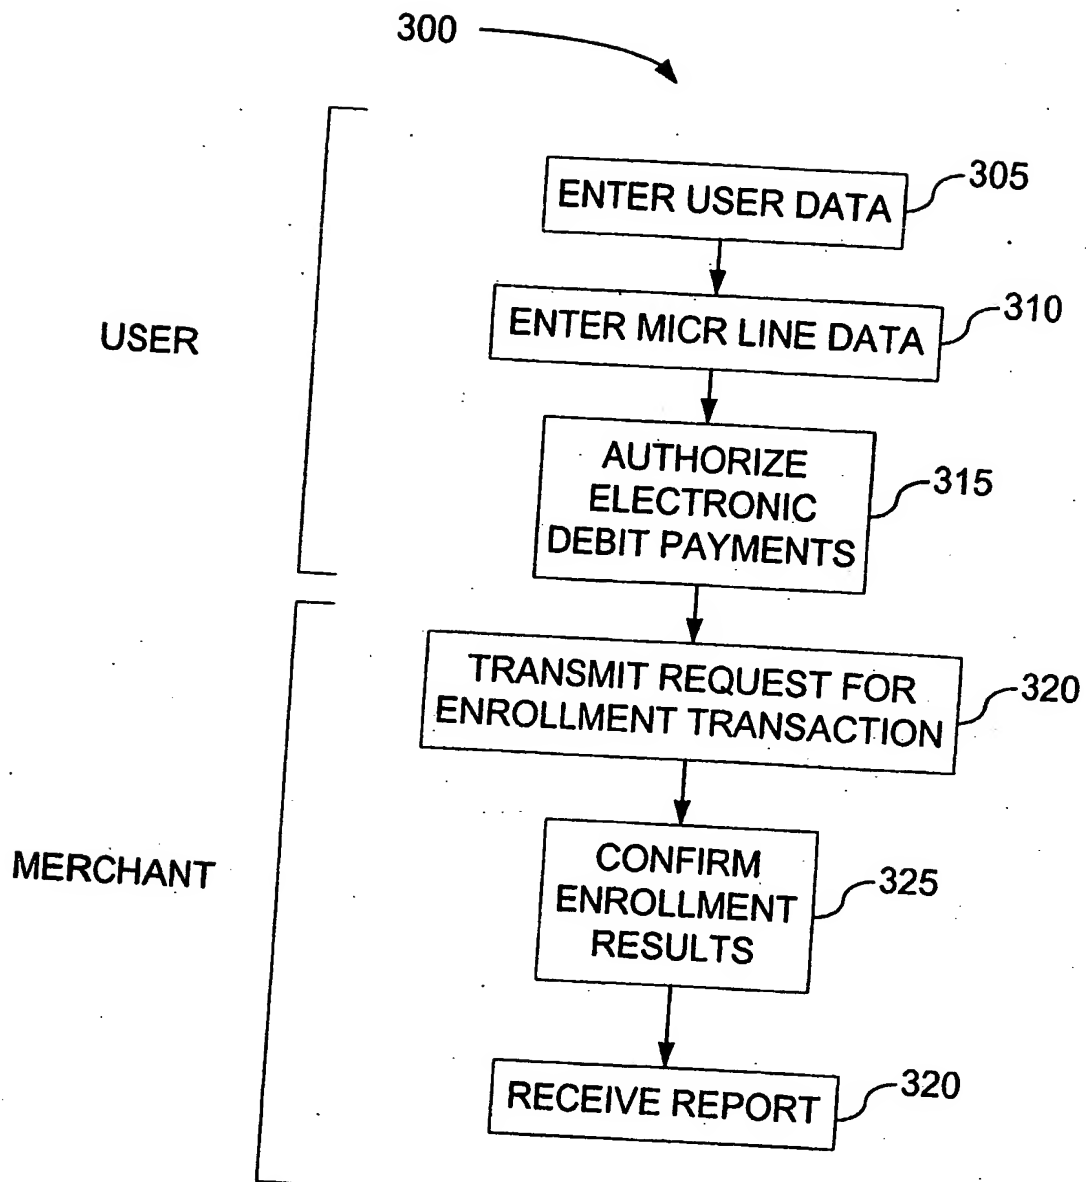 300
305
ENTER USER DATA
310
ENTER MICR LINE DATA
USER
AUTHORIZE
ELECTRONIC
DEBIT PAYMENTS
315
TRANSMIT REQUEST FOR
ENROLLMENT TRANSACTION
320
MERCHANT
CONFIRM
ENROLLMENT
RESULTS
325
RECEIVE REPORT
320